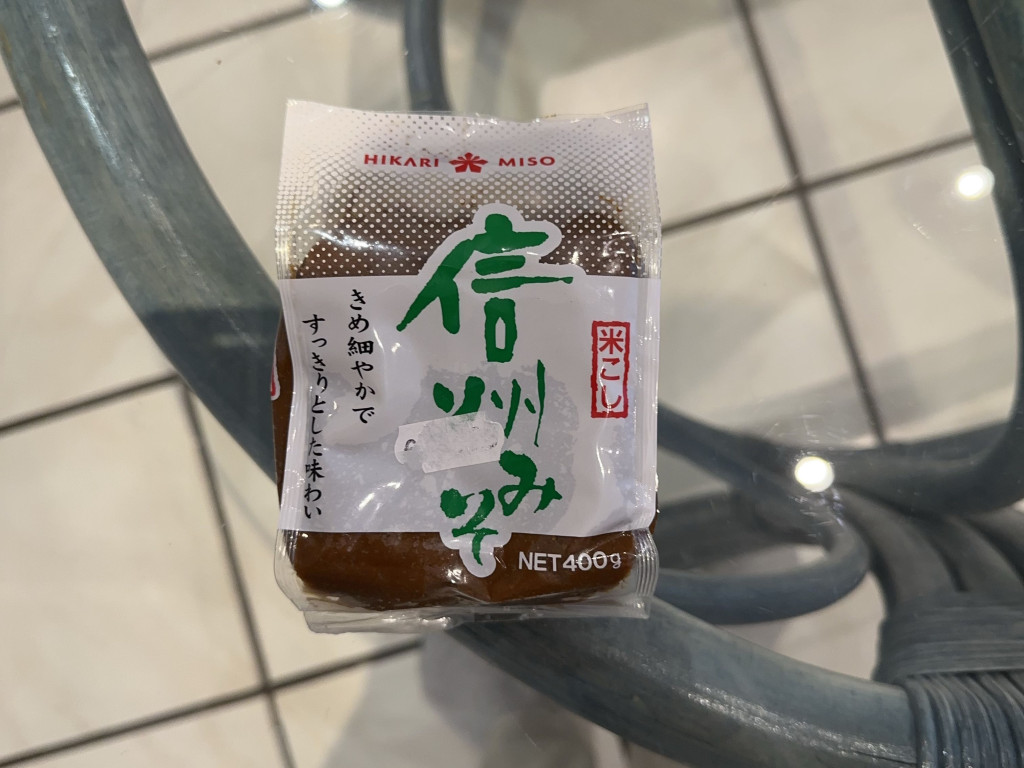 HIKARI MISO
信州みそ
米こし
きめ細やかで
すっきりとした味わい
NET400g